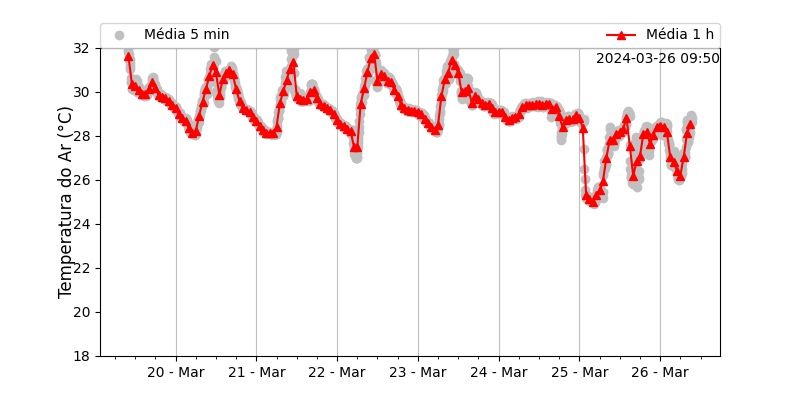 Média 5 min
Média 1 h
2024-03-26 09:50
Temperatura do Ar (°C)
32
30
28
26
24
22
20
18
20 - Mar
21 - Mar
22 - Mar
23 - Mar
24 - Mar
25 - Mar
26 - Mar